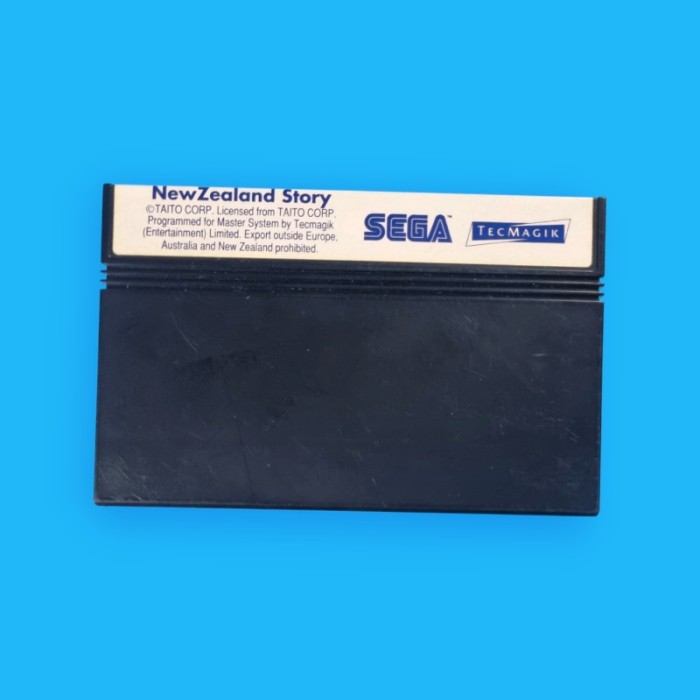 NewZealand Story
©TAITO CORP. Licensed from TAITO CORP.
Programmed for Master System by Tecmagik
(Entertainment) Limited. Export outside Europe,
Australia and New Zealand prohibited.
SEGA™
TECMAGIK